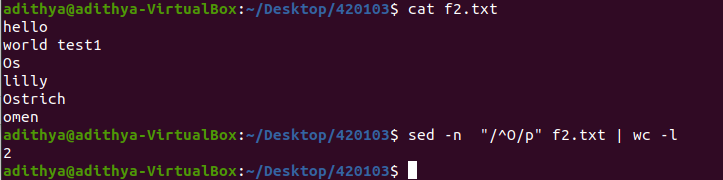 adithya@adithya-VirtualBox:~/Desktop/420103$ cat f2.txt
hello
world test1
Os
lilly
Ostrich
omen
adithya@adithya-VirtualBox:~/Desktop/420103$ sed -n  "/^O/p" f2.txt | wc -l
2
adithya@adithya-VirtualBox:~/Desktop/420103$